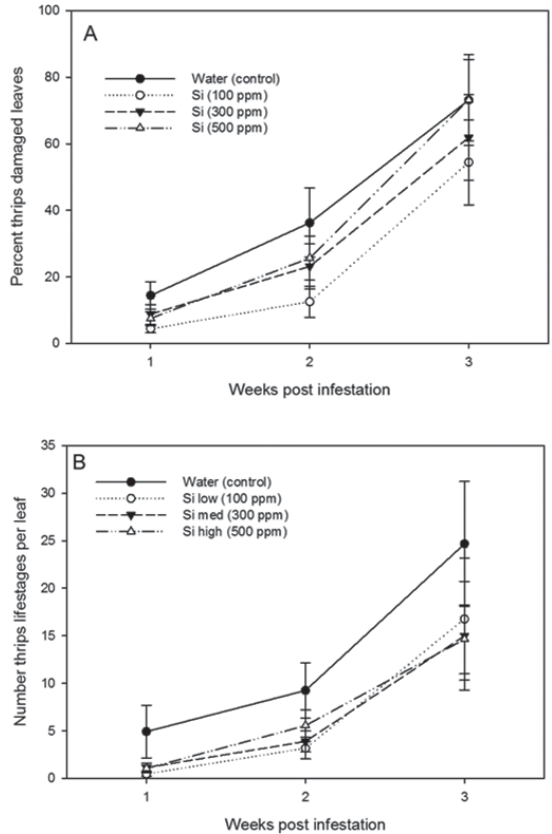 A
100
80
60
40
20
0
Percent thrips damaged leaves
Water (control)
Si (100 ppm)
Si (300 ppm)
Si (500 ppm)
1 2 3
Weeks post infestation
B
35
30
25
20
15
10
5
0
Number thrips lifestages per leaf
Water (control)
Si low (100 ppm)
Si med (300 ppm)
Si high (500 ppm)
1 2 3
Weeks post infestation